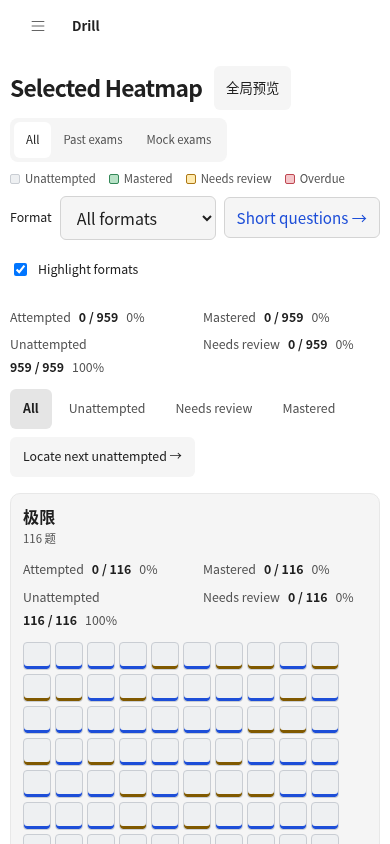 Drill
Selected Heatmap 全局预览
All Past exams Mock exams
Unattempted Mastered Needs review Overdue
Format All formats Short questions →
Highlight formats
Attempted 0 / 959 0% Mastered 0 / 959 0%
Unattempted Needs review 0 / 959 0%
959 / 959 100%
All Unattempted Needs review Mastered
Locate next unattempted →
极限
116 题
Attempted 0 / 116 0% Mastered 0 / 116 0%
Unattempted Needs review 0 / 116 0%
116 / 116 100%